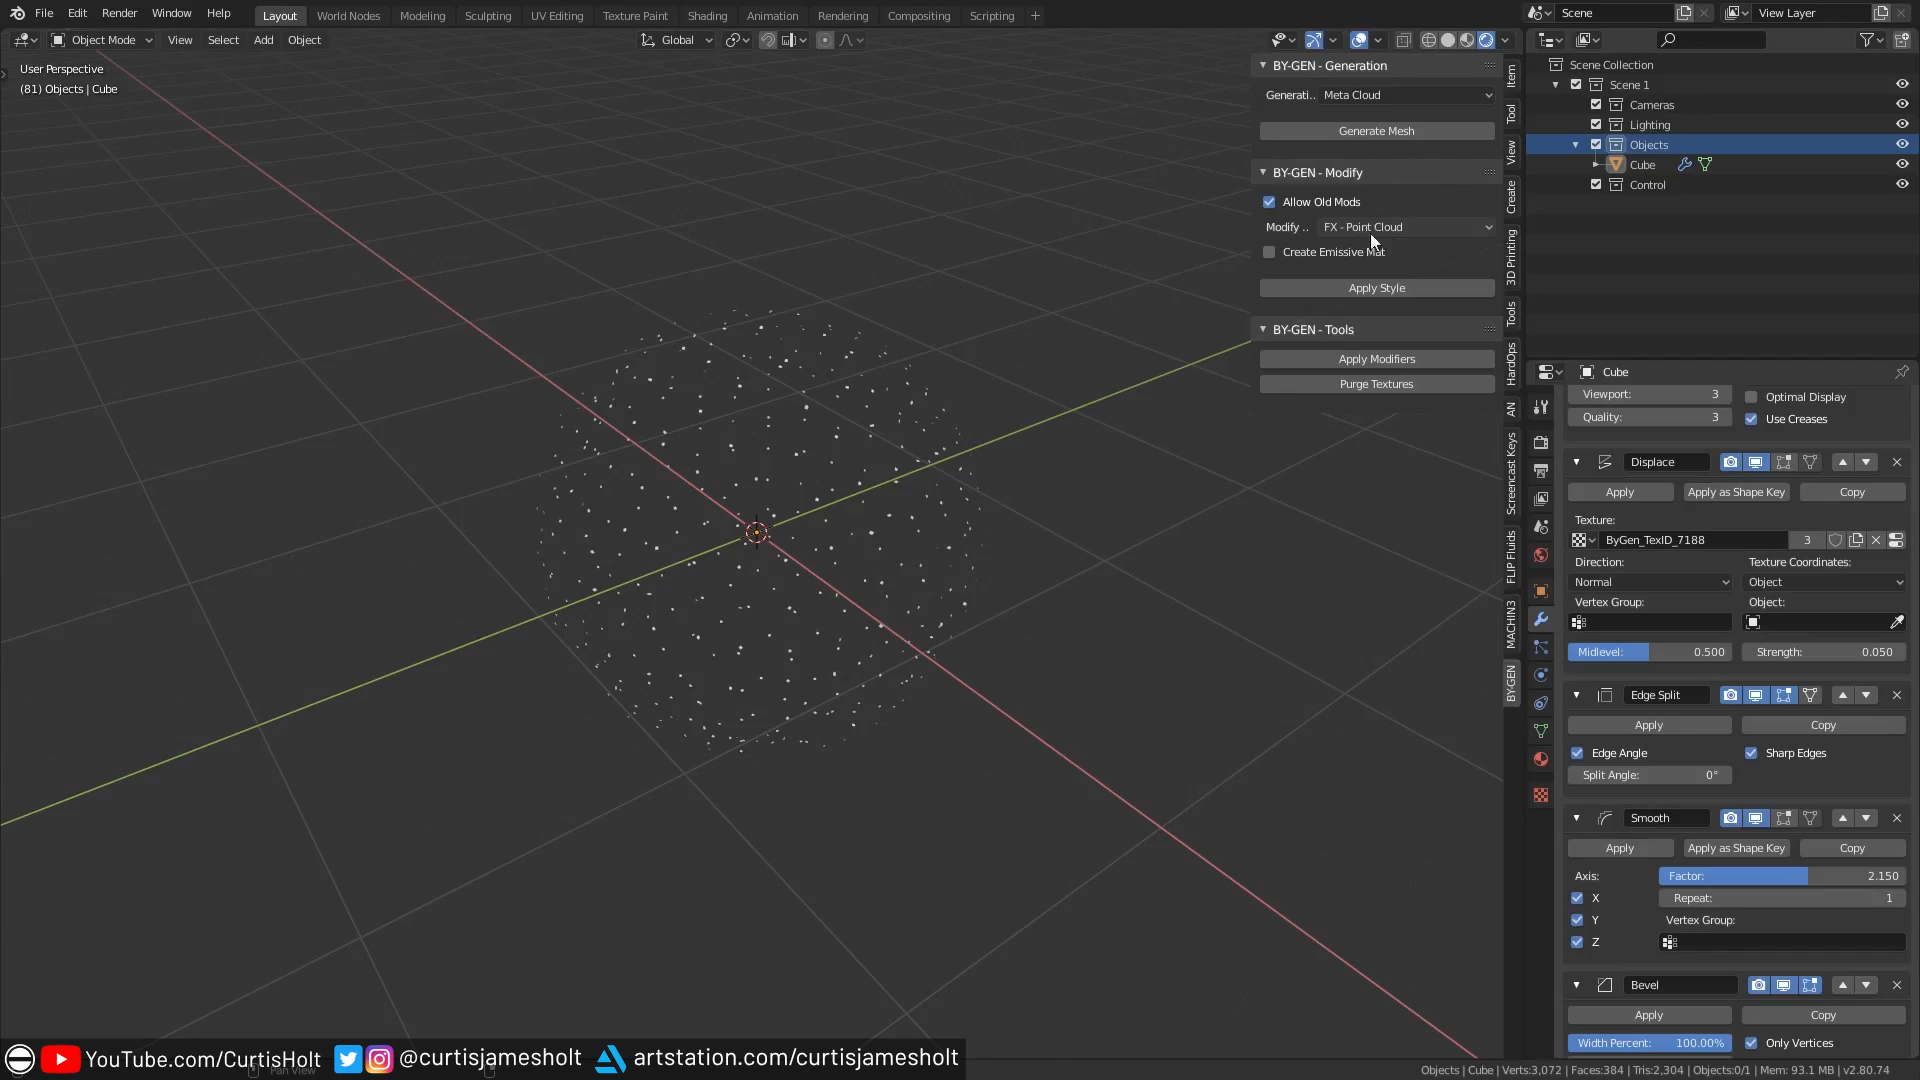 File Edit Render Window Help Layout World Nodes Modeling Sculpting UV Editing Texture Paint Shading Animation Rendering Compositing Scripting + Scene View Layer
Object Mode View Select Add Object Global
User Perspective
(81) Objects | Cube
BY-GEN - Generation
Generati.. Meta Cloud
Generate Mesh
BY-GEN - Modify
Allow Old Mods
Modify .. FX - Point Cloud
Create Emissive Mat
Apply Style
BY-GEN - Tools
Apply Modifiers
Purge Textures
Item
Tool
View
Create
3D Printing
Tools
HardOps
AN
Screencast Keys
FLIP Fluids
MACHIN3
BY-GEN
Scene Collection
Scene 1
Cameras
Lighting
Objects
Cube
Control
Cube
Viewport: 3 Optimal Display
Quality: 3 Use Creases
Displace
Apply Apply as Shape Key Copy
Texture:
ByGen_TexID_7188 3
Direction: Texture Coordinates:
Normal Object
Vertex Group: Object:
Midlevel: 0.500 Strength: 0.050
Edge Split
Apply Copy
Edge Angle Sharp Edges
Split Angle: 0°
Smooth
Apply Apply as Shape Key Copy
Axis: Factor: 2.150
X Repeat: 1
Y Vertex Group:
Z
Bevel
Apply Copy
Width Percent: 100.00% Only Vertices
YouTube.com/CurtisHolt @curtisjamesholt artstation.com/curtisjamesholt
Pan View
Objects | Cube | Verts:3,072 | Faces:384 | Tris:2,304 | Objects:0/1 | Mem: 93.1 MB | v2.80.74